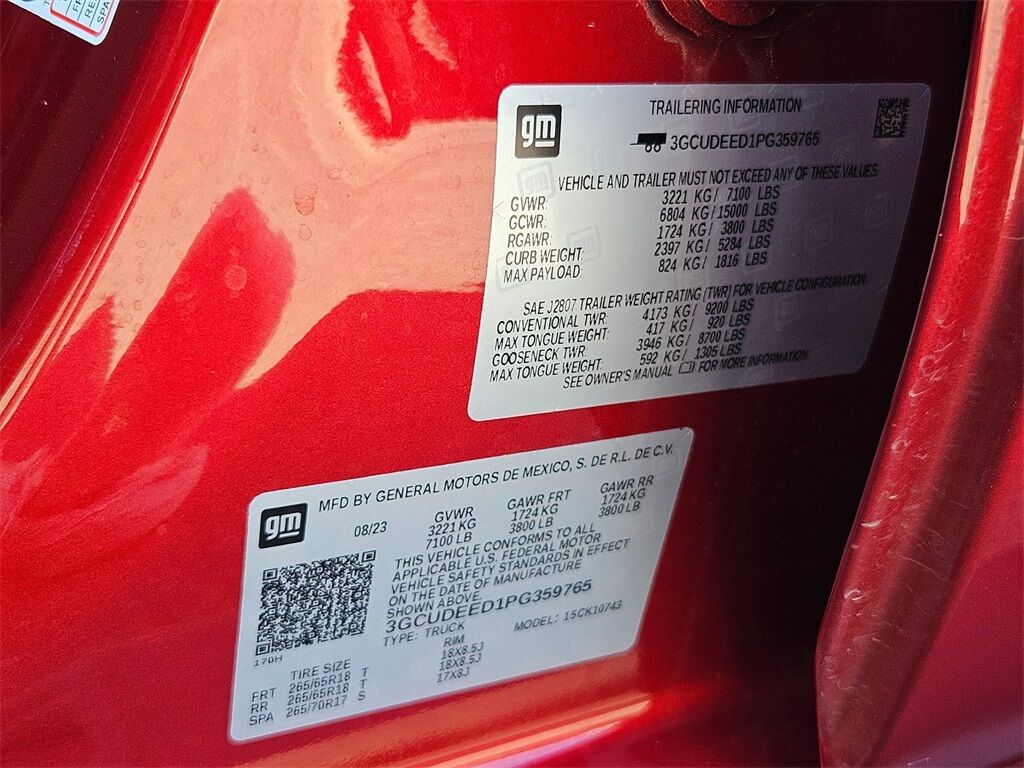 FR
RE
SPA
gm
TRAILERING INFORMATION
3GCUDEED1PG359765
VEHICLE AND TRAILER MUST NOT EXCEED ANY OF THESE VALUES.
GVWR: 3221 KG/ 7100 LBS
GCWR: 6804 KG/15000 LBS
RGAWR: 1724 KG/ 3800 LBS
CURB WEIGHT: 2397 KG/ 5284 LBS
MAX PAYLOAD: 824 KG/ 1816 LBS
SAE J2807 TRAILER WEIGHT RATING (TWR) FOR VEHICLE CONFIGURATION.
CONVENTIONAL TWR: 4173 KG/ 9200 LBS
MAX TONGUE WEIGHT: 417 KG/ 920 LBS
GOOSENECK TWR: 3946 KG/ 8700 LBS
MAX TONGUE WEIGHT: 592 KG/ 1305 LBS
SEE OWNER'S MANUAL FOR MORE INFORMATION.
gm
MFD BY GENERAL MOTORS DE MEXICO, S. DE R.L. DE C.V.
08/23 GVWR GAWR FRT GAWR RR
3221 KG 1724 KG 1724 KG
7100 LB 3800 LB 3800 LB
THIS VEHICLE CONFORMS TO ALL
APPLICABLE U.S. FEDERAL MOTOR
VEHICLE SAFETY STANDARDS IN EFFECT
ON THE DATE OF MANUFACTURE
SHOWN ABOVE.
3GCUDEED1PG359765
TYPE: TRUCK MODEL: 15CK10743
170H
TIRE SIZE RIM
FRT 265/65R18 T 18X8.5J
RR 265/65R18 T 18X8.5J
SPA 265/70R17 S 17X8J